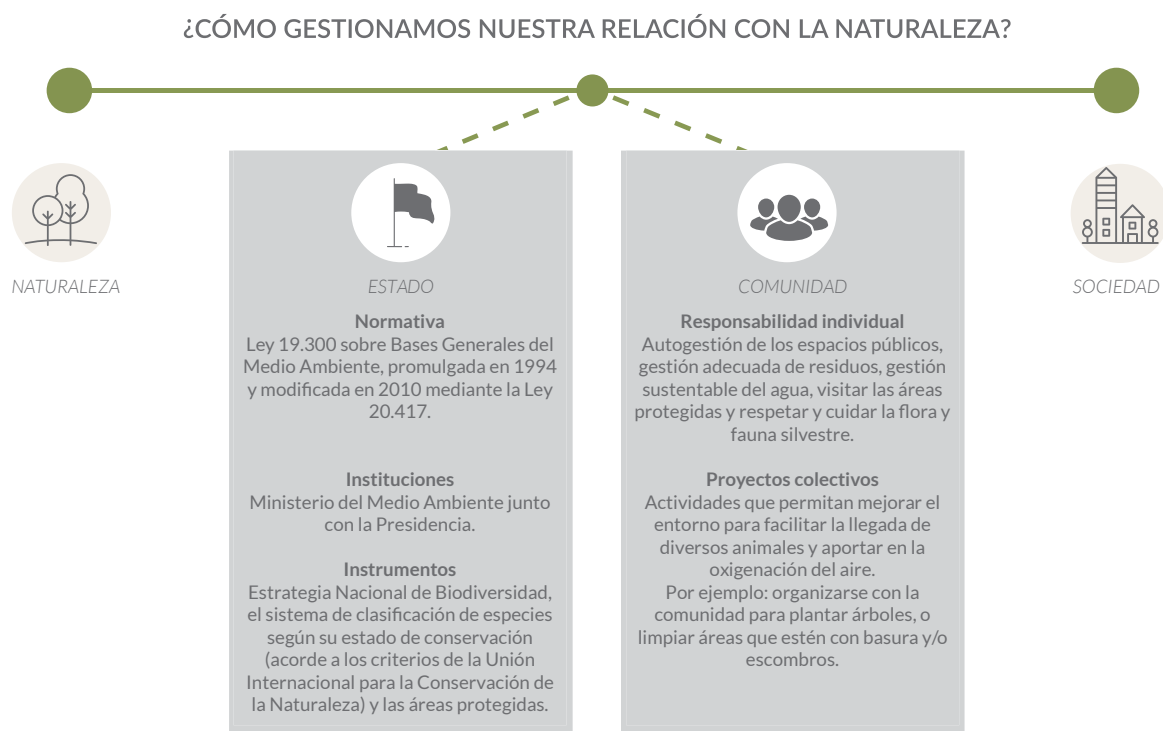 ¿CÓMO GESTIONAMOS NUESTRA RELACIÓN CON LA NATURALEZA?
NATURALEZA
ESTADO
Normativa
Ley 19.300 sobre Bases Generales del
Medio Ambiente, promulgada en 1994
y modificada en 2010 mediante la Ley
20.417.
Instituciones
Ministerio del Medio Ambiente junto
con la Presidencia.
Instrumentos
Estrategia Nacional de Biodiversidad,
el sistema de clasificación de especies
según su estado de conservación
(acorde a los criterios de la Unión
Internacional para la Conservación de
la Naturaleza) y las áreas protegidas.
COMUNIDAD
Responsabilidad individual
Autogestión de los espacios públicos,
gestión adecuada de residuos, gestión
sustentable del agua, visitar las áreas
protegidas y respetar y cuidar la flora y
fauna silvestre.
Proyectos colectivos
Actividades que permitan mejorar el
entorno para facilitar la llegada de
diversos animales y aportar en la
oxigenación del aire.
Por ejemplo: organizarse con la
comunidad para plantar árboles, o
limpiar áreas que estén con basura y/o
escombros.
SOCIEDAD